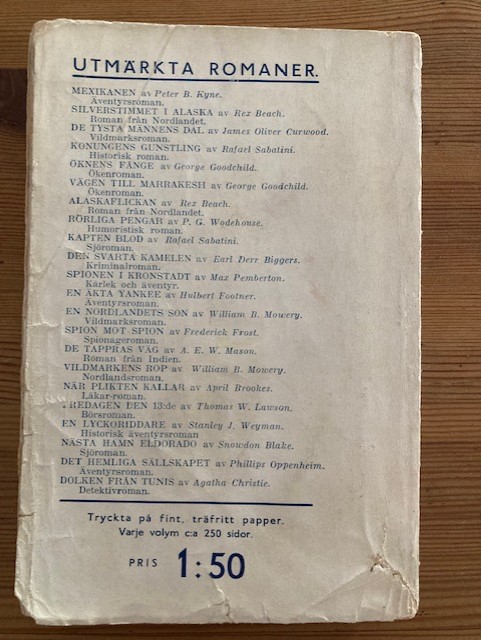 UTMÄRKTA ROMANER.
MEXIKANEN av Peter B. Kyne.
Äventyrsroman.
SILVERSTIMMET I ALASKA av Rex Beach.
Roman från Nordlandet.
DE TYSTA MÄNNENS DAL av James Oliver Curwood.
Vildmarksroman.
KONUNGENS GUNSTLING av Rafael Sabatini.
Historisk roman.
ÖKNENS FÅNGE av George Goodchild.
Ökenroman.
VÄGEN TILL MARRAKESH av George Goodchild.
Ökenroman.
ALASKAFLICKAN av Rex Beach.
Roman från Nordlandet.
RÖRLIGA PENGAR av P. G. Wodehouse.
Humoristisk roman.
KAPTEN BLOD av Rafael Sabatini.
Sjöroman.
DEN SVARTA KAMELEN av Earl Derr Biggers.
Kriminalroman.
SPIONEN I KRONSTADT av Max Pemberton.
Kärlek och äventyr.
EN ÄKTA YANKEE av Hulbert Footner.
Äventyrsroman.
EN NORDLANDETS SON av William B. Mowery.
Vildmarksroman.
SPION MOT SPION av Frederick Frost.
Spionageroman.
DE TAPPRAS VÄG av A. E. W. Mason.
Roman från Indien.
VILDMARKENS ROP av William B. Mowery.
Nordlandsroman.
NÄR PLIKTEN KALLAR av April Brookes.
Läkar-roman.
REDAGEN DEN 13:de av Thomas W. Lawson.
Börsroman.
EN LYCKORIDDARE av Stanley J. Weyman.
Historisk äventyrsroman
NÄSTA HAMN ELDORADO av Snowdon Blake.
Sjöroman.
DET HEMLIGA SÄLLSKAPET av Phillips Oppenheim.
Äventyrsroman.
DOLKEN FRÅN TUNIS av Agatha Christie.
Detektivroman.
Tryckta på fint, träfritt papper.
Varje volym c:a 250 sidor.
PRIS 1:50